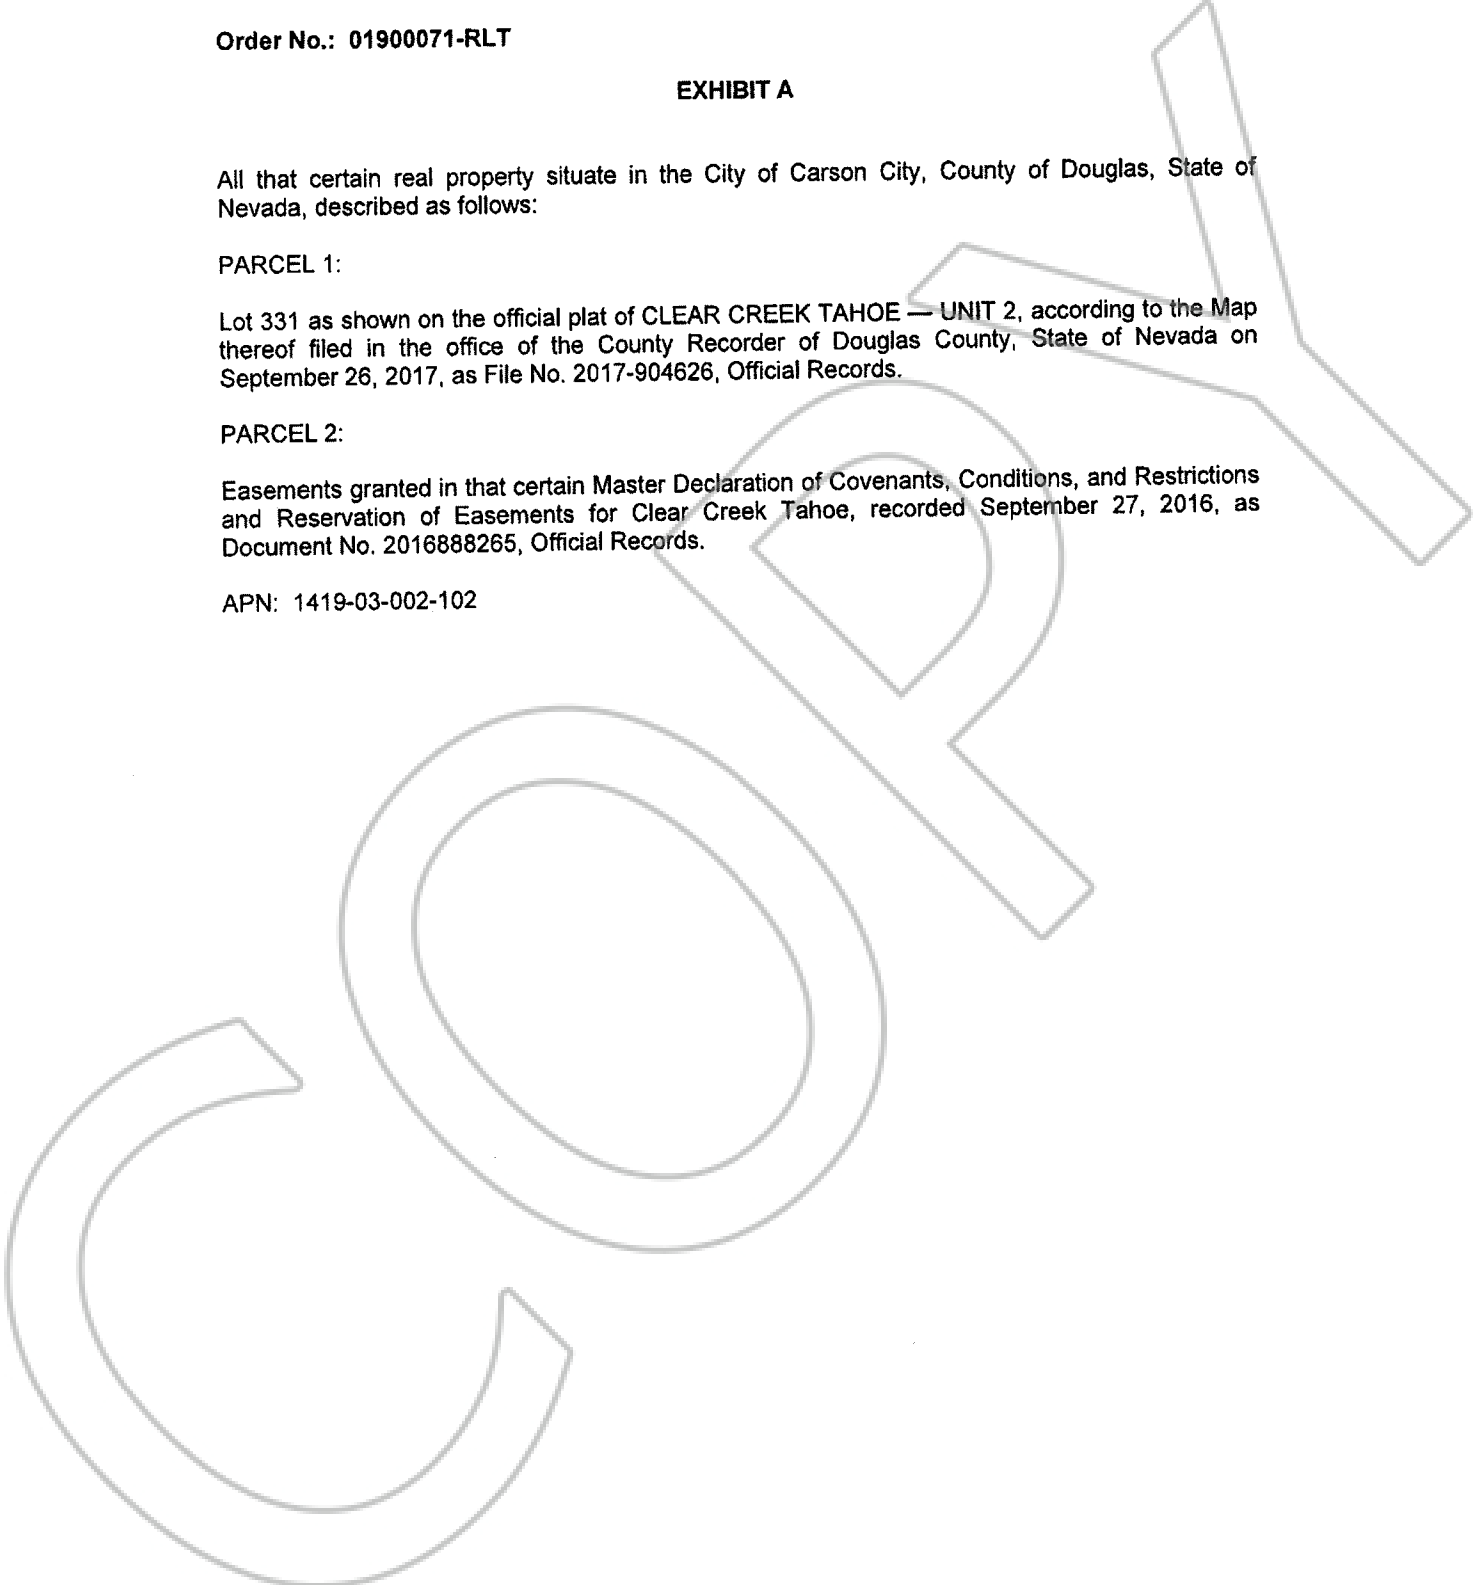 Order No.: 01900071-RLT
EXHIBIT A
All that certain real property situate in the City of Carson City, County of Douglas, State of
Nevada, described as follows:
PARCEL 1:
Lot 331 as shown on the official plat of CLEAR CREEK TAHOE — UNIT 2, according to the Map
thereof filed in the office of the County Recorder of Douglas County, State of Nevada on
September 26, 2017, as File No. 2017-904626, Official Records.
PARCEL 2:
Easements granted in that certain Master Declaration of Covenants, Conditions, and Restrictions
and Reservation of Easements for Clear Creek Tahoe, recorded September 27, 2016, as
Document No. 2016888265, Official Records.
APN: 1419-03-002-102
COPY